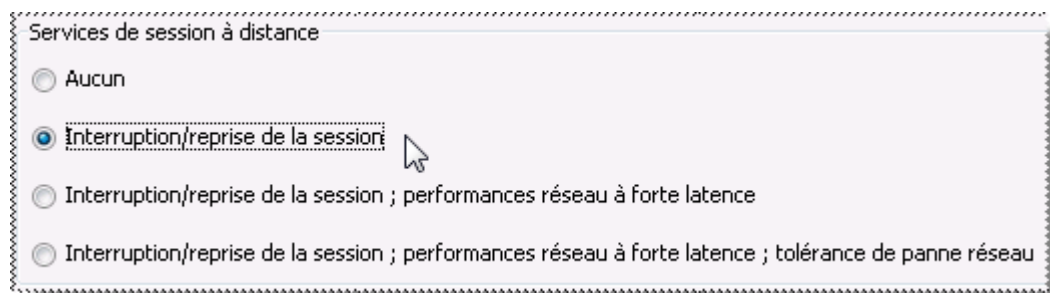 Services de session à distance
Aucun
Interruption/reprise de la session
Interruption/reprise de la session ; performances réseau à forte latence
Interruption/reprise de la session ; performances réseau à forte latence ; tolérance de panne réseau